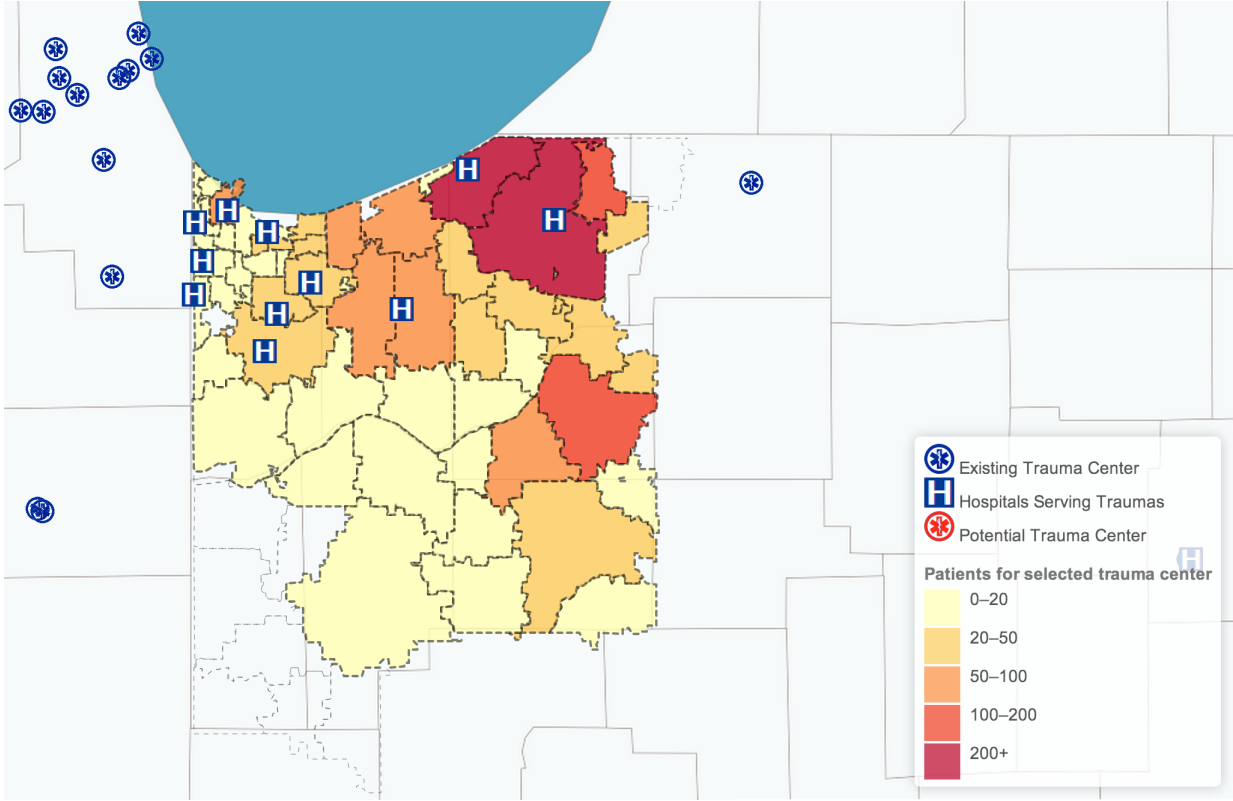 H
H
H
H
H
H
H
H
H
H
H
Existing Trauma Center
H Hospitals Serving Traumas
Potential Trauma Center
H
Patients for selected trauma center
0–20
20–50
50–100
100–200
200+